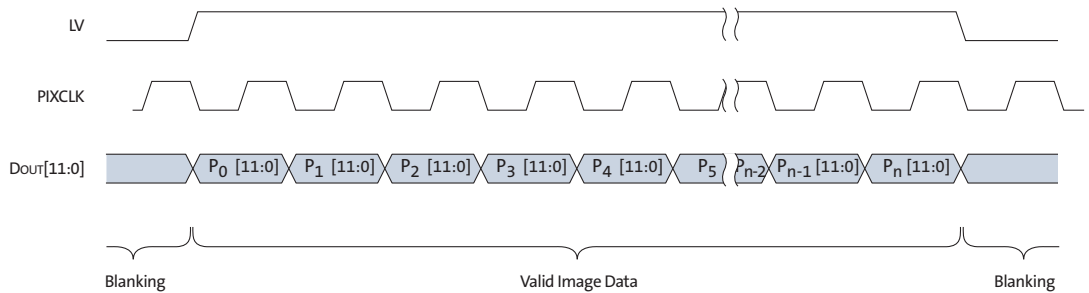 LV
PIXCLK
DOUT[11:0]
P0 [11:0] P1 [11:0] P2 [11:0] P3 [11:0] P4 [11:0] P5 Pn-2 Pn-1 [11:0] Pn [11:0]
Blanking Valid Image Data Blanking